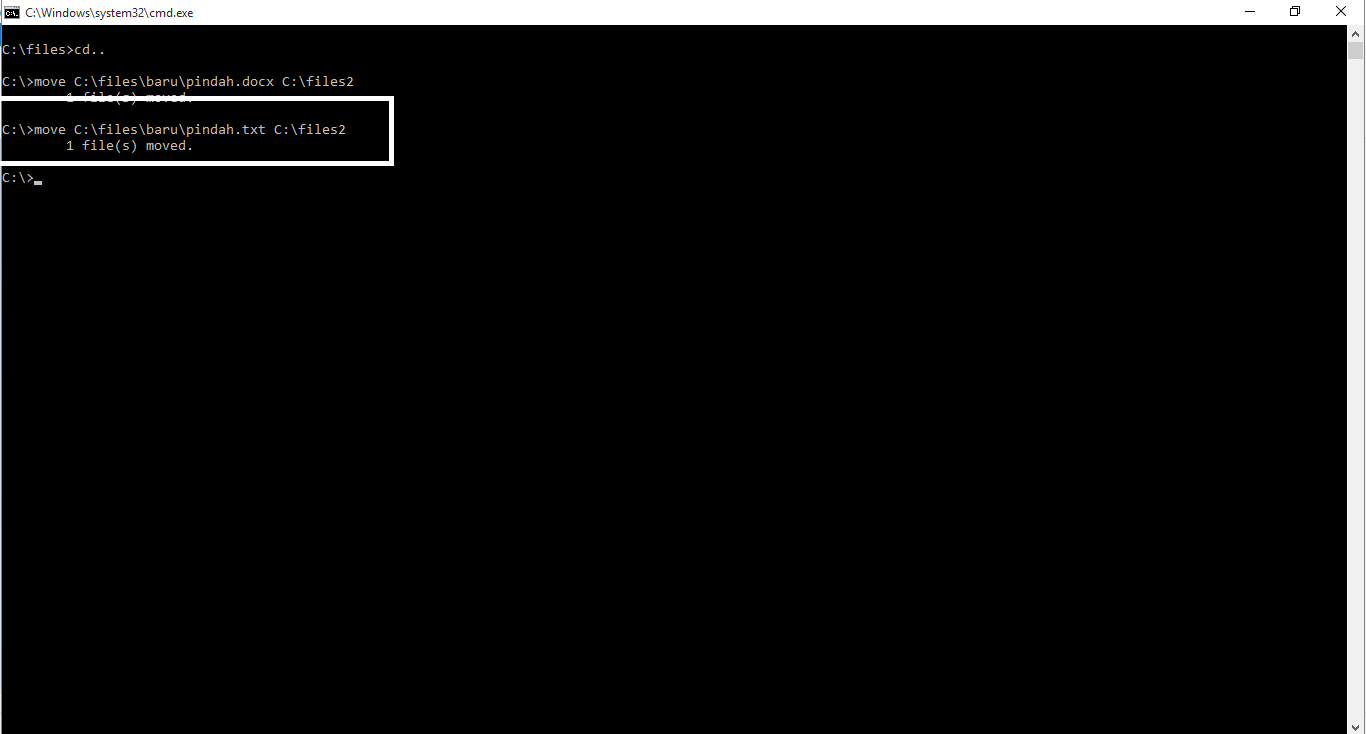 C:\Windows\system32\cmd.exe
C:\files>cd..
C:\>move C:\files\baru\pindah.docx C:\files2
1 file(s) moved.
C:\>move C:\files\baru\pindah.txt C:\files2
1 file(s) moved.
C:\>